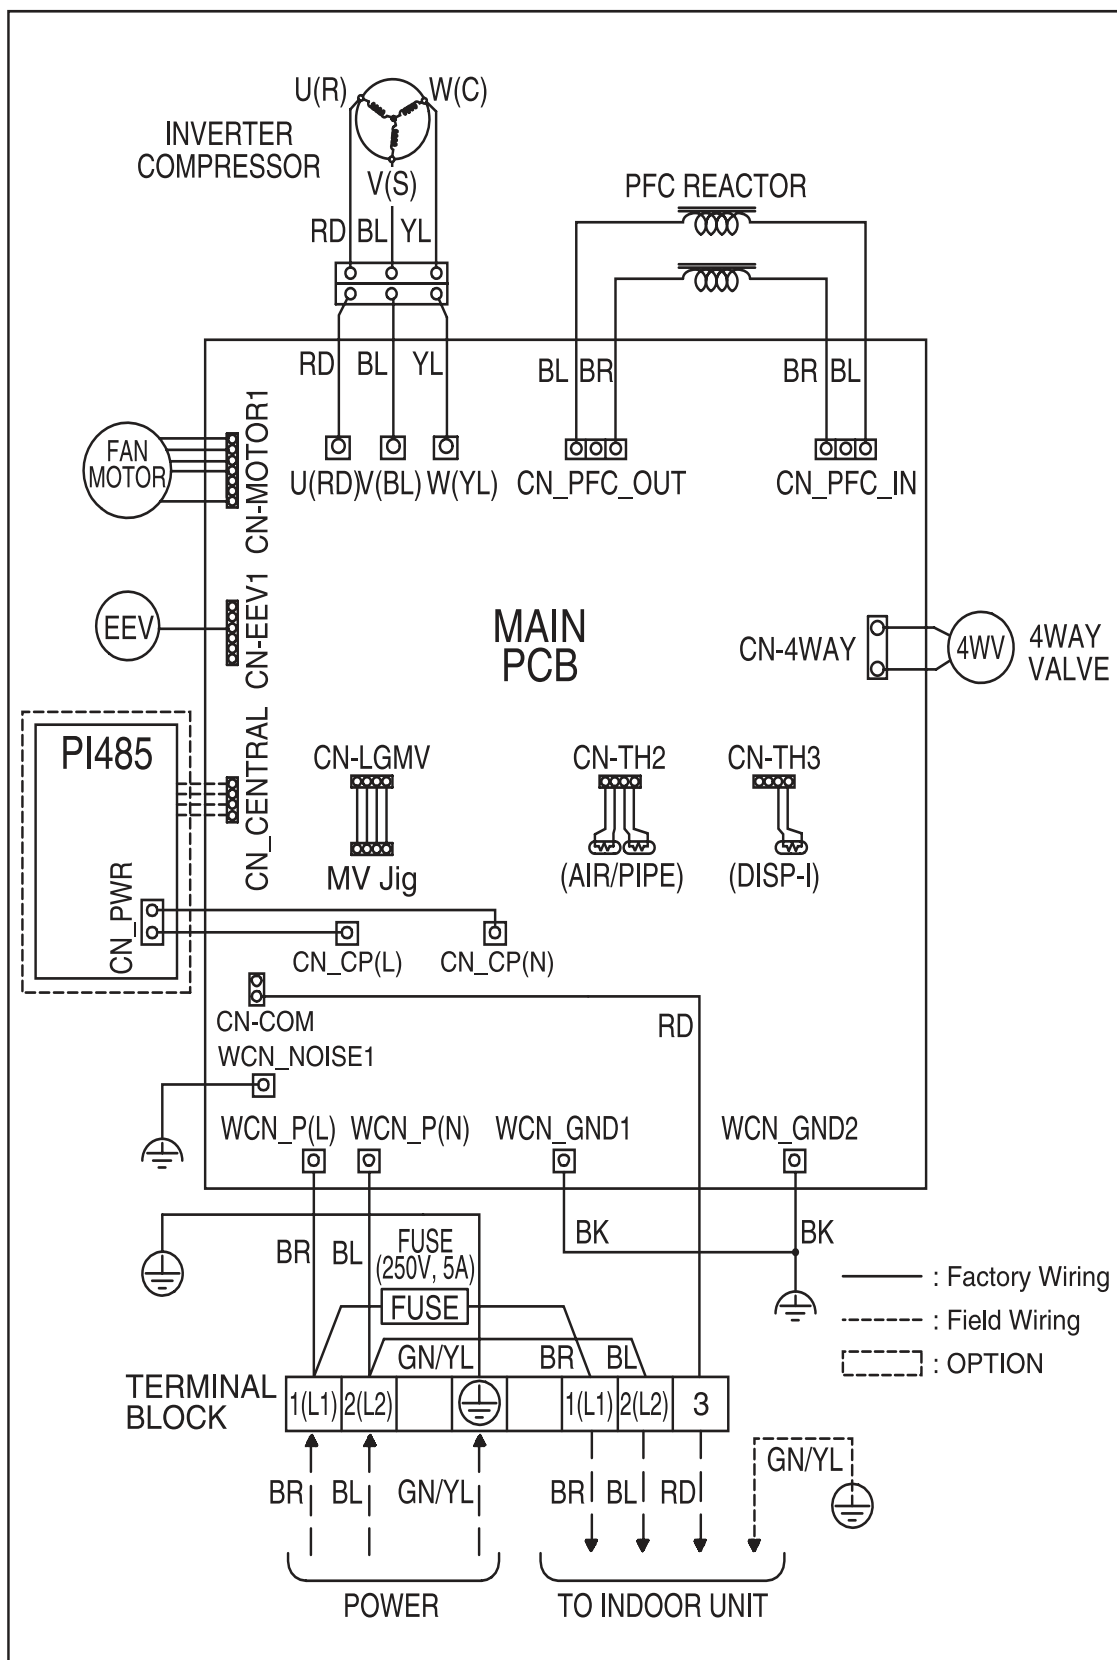 U(R) W(C)
INVERTER
COMPRESSOR
V(S)
PFC REACTOR
RD BL YL
RD BL YL
BL BR
BR BL
FAN
MOTOR
CN-MOTOR1
U(RD) V(BL) W(YL)
CN_PFC_OUT
CN_PFC_IN
EEV
CN-EEV1
MAIN
PCB
CN-4WAY
4WV
4WAY
VALVE
PI485
CN_CENTRAL
CN-LGMV
MV Jig
CN-TH2
(AIR/PIPE)
CN-TH3
(DISP-I)
CN_PWR
CN_CP(L)
CN_CP(N)
CN-COM
RD
WCN_NOISE1
WCN_P(L) WCN_P(N) WCN_GND1 WCN_GND2
BR BL
FUSE
(250V, 5A)
FUSE
BK BK
: Factory Wiring
: Field Wiring
: OPTION
GN/YL BR BL
TERMINAL
BLOCK
1(L1) 2(L2) 1(L1) 2(L2) 3
BR BL GN/YL BR BL RD GN/YL
POWER
TO INDOOR UNIT